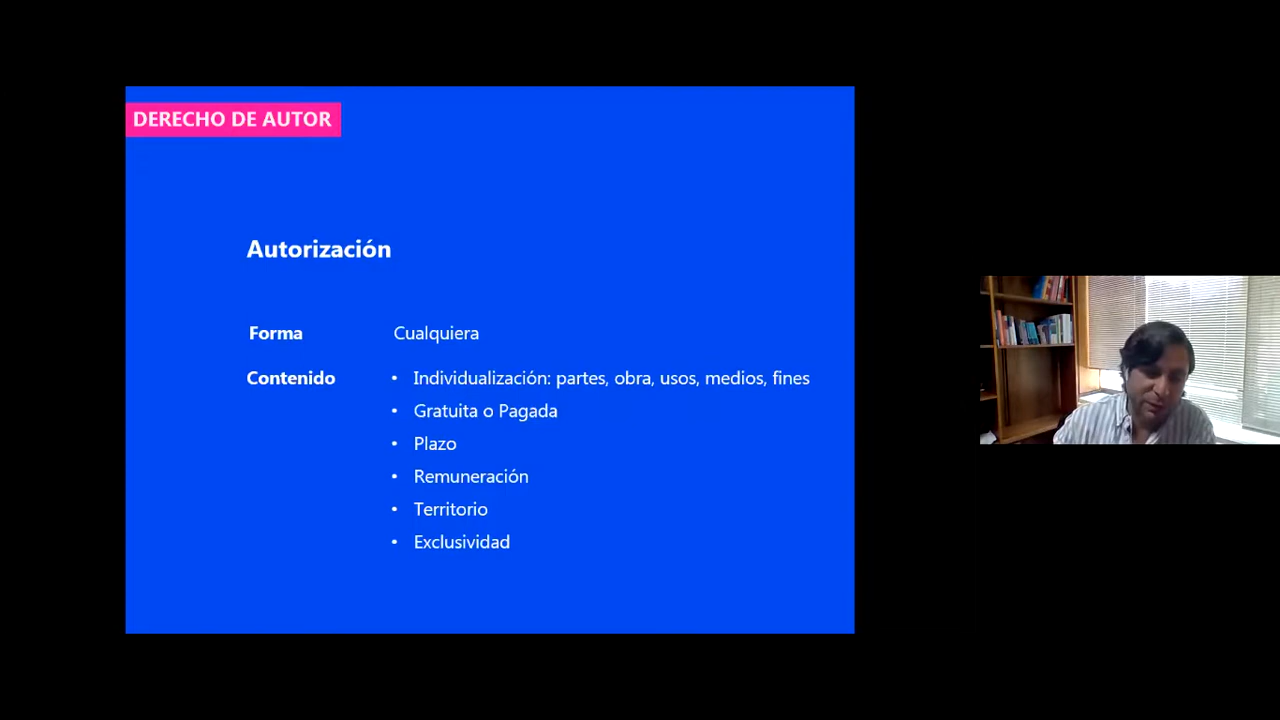 DERECHO DE AUTOR
Autorización
Forma Cualquiera
Contenido • Individualización: partes, obra, usos, medios, fines
• Gratuita o Pagada
• Plazo
• Remuneración
• Territorio
• Exclusividad